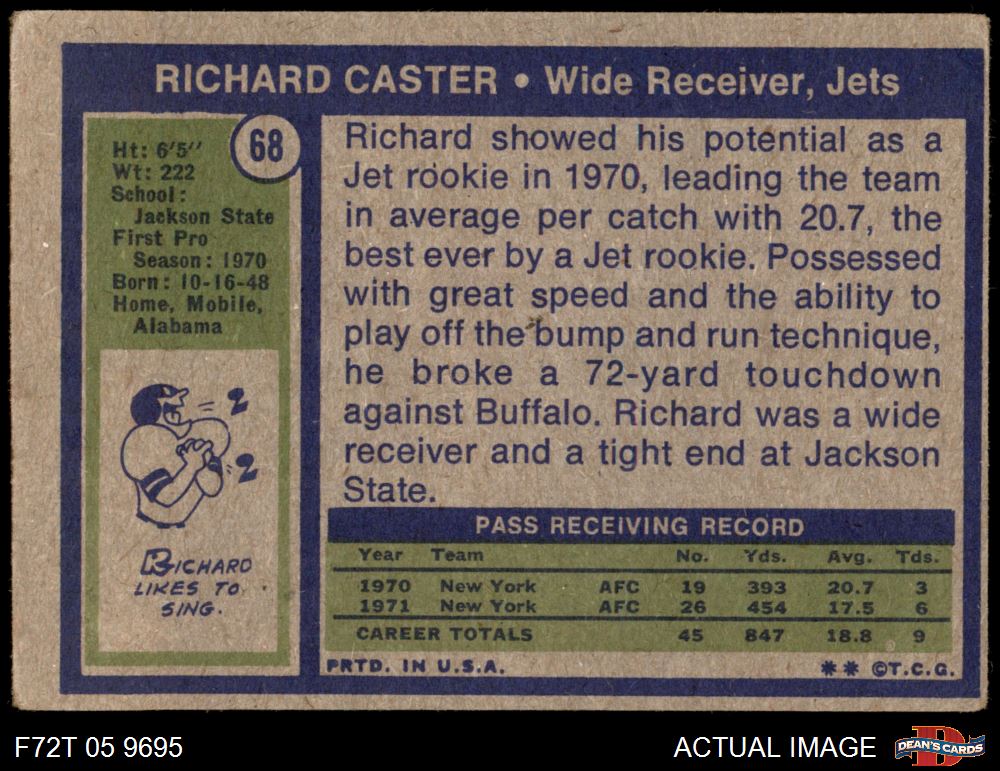 RICHARD CASTER • Wide Receiver, Jets
68
Ht: 6'5''
Wt: 222
School:
Jackson State
First Pro
Season: 1970
Born: 10-16-48
Home, Mobile,
Alabama
Richard showed his potential as a
Jet rookie in 1970, leading the team
in average per catch with 20.7, the
best ever by a Jet rookie. Possessed
with great speed and the ability to
play off the bump and run technique,
he broke a 72-yard touchdown
against Buffalo. Richard was a wide
receiver and a tight end at Jackson
State.
RICHARD
LIKES TO
SING.
PASS RECEIVING RECORD
Year Team No. Yds. Avg. Tds.
1970 New York AFC 19 393 20.7 3
1971 New York AFC 26 454 17.5 6
CAREER TOTALS 45 847 18.8 9
PRTD. IN U.S.A. ** ©T.C.G.
F72T 05 9695 ACTUAL IMAGE DEAN'S CARDS